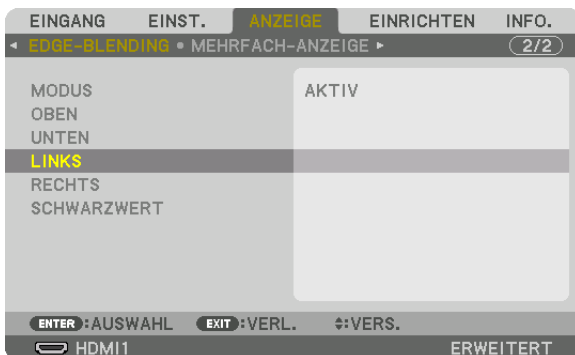 EINGANG EINST. ANZEIGE EINRICHTEN INFO.
◂ EDGE-BLENDING • MEHRFACH-ANZEIGE ▸ 2/2
MODUS AKTIV
OBEN
UNTEN
LINKS
RECHTS
SCHWARZWERT
ENTER :AUSWAHL EXIT :VERL. ♦:VERS.
HDMI1 ERWEITERT